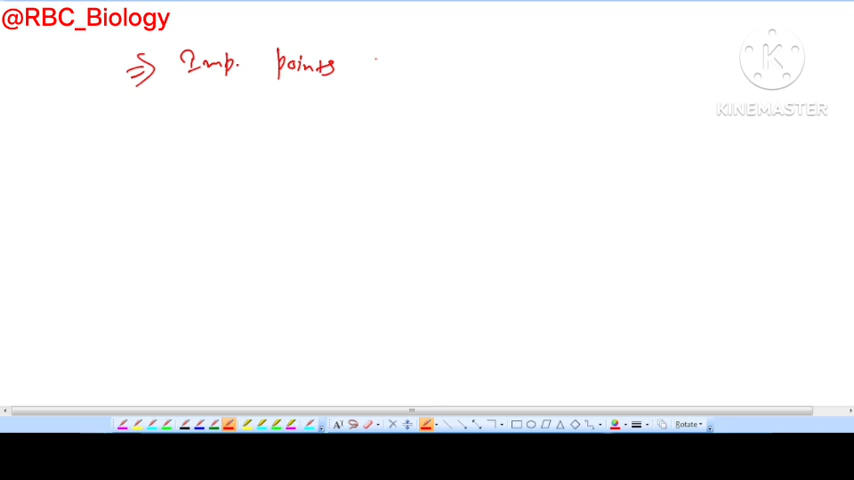 @RBC_Biology
⇒ Imp. points
KINEMASTER
Rotate